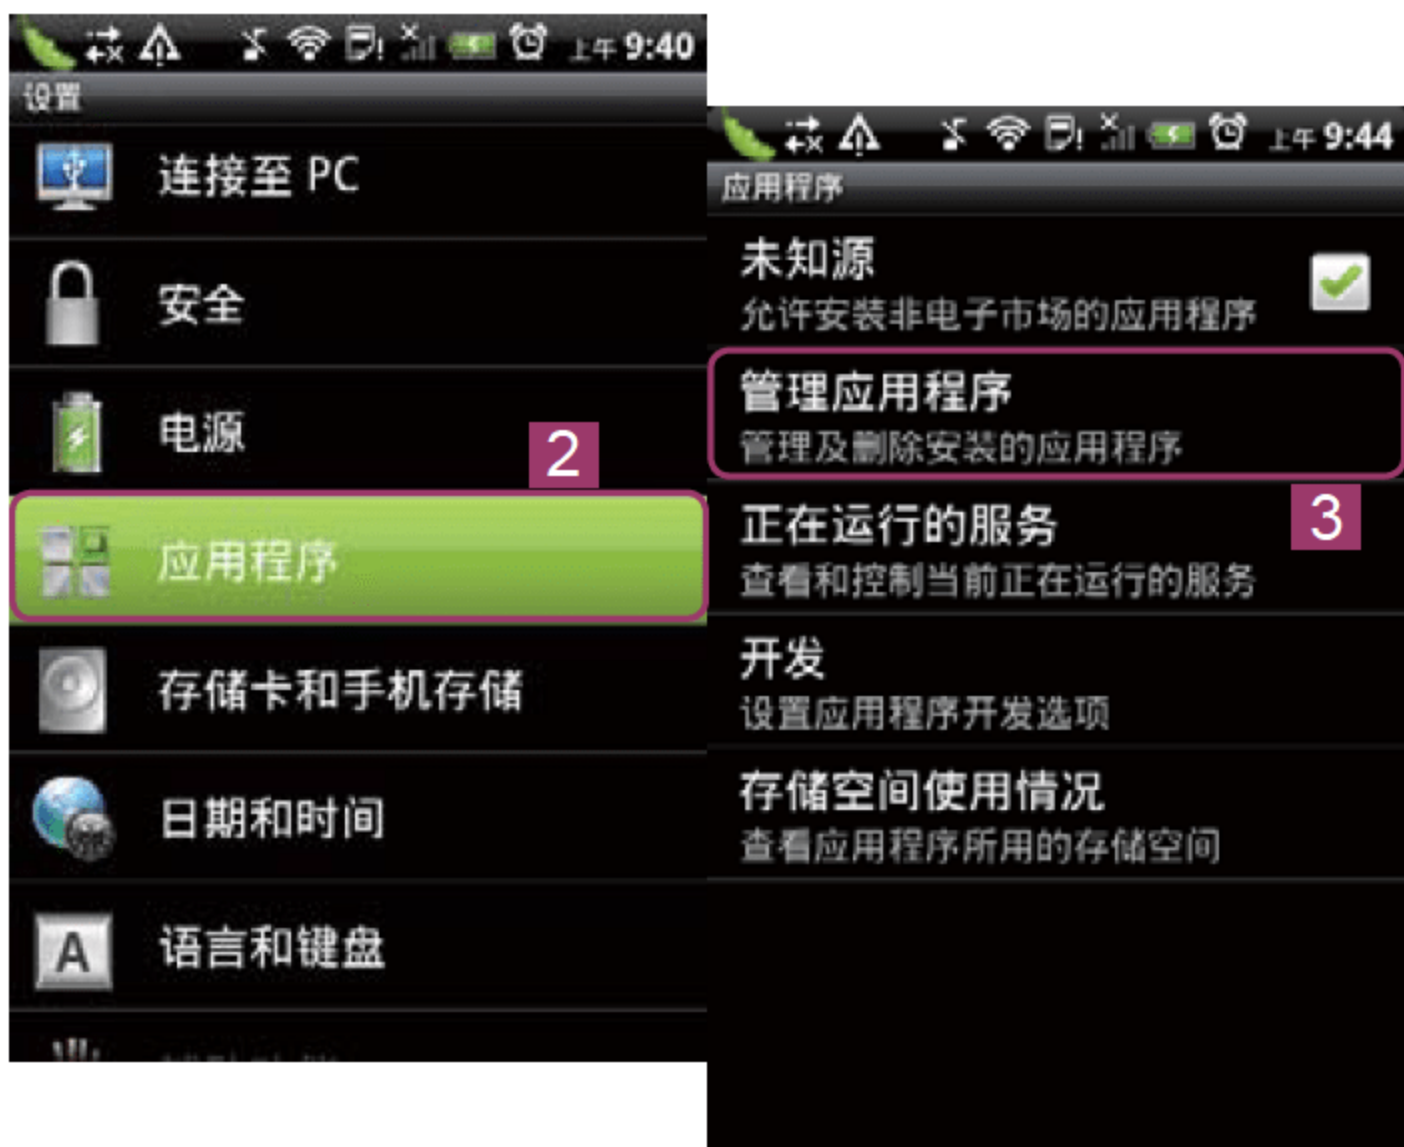 上午 9:40
设置
连接至 PC
安全
电源
2
应用程序
存储卡和手机存储
日期和时间
A
语言和键盘
上午 9:44
应用程序
未知源
允许安装非电子市场的应用程序
管理应用程序
管理及删除安装的应用程序
3
正在运行的服务
查看和控制当前正在运行的服务
开发
设置应用程序开发选项
存储空间使用情况
查看应用程序所用的存储空间